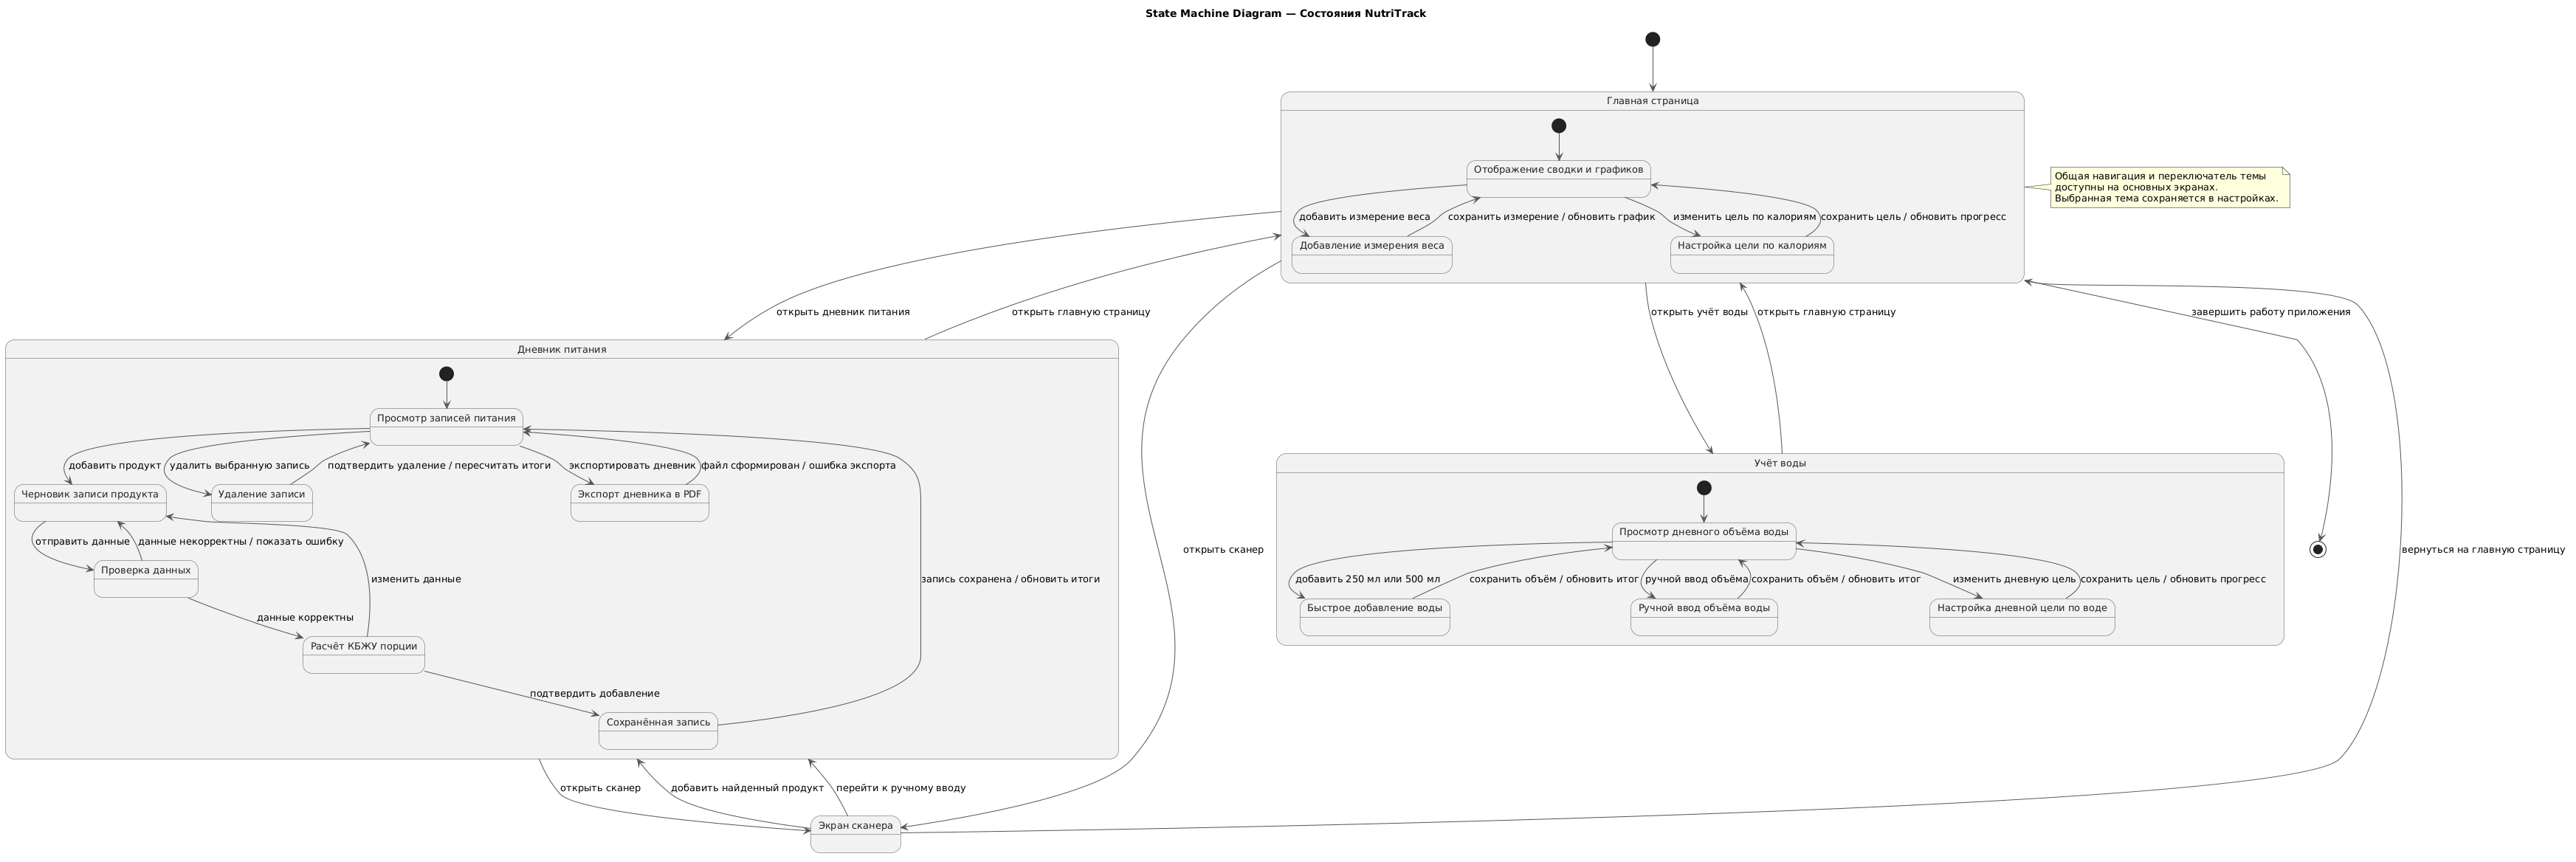 State Machine Diagram — Состояния NutriTrack
Главная страница
Отображение сводки и графиков
Общая навигация и переключатель темы
доступны на основных экранах.
Выбранная тема сохраняется в настройках.
добавить измерение веса
сохранить измерение / обновить график
изменить цель по калориям
сохранить цель / обновить прогресс
Добавление измерения веса
Настройка цели по калориям
открыть дневник питания
открыть главную страницу
открыть учёт воды
открыть главную страницу
завершить работу приложения
Дневник питания
Просмотр записей питания
добавить продукт
удалить выбранную запись
подтвердить удаление / пересчитать итоги
экспортировать дневник
файл сформирован / ошибка экспорта
Черновик записи продукта
Удаление записи
Экспорт дневника в PDF
отправить данные
данные некорректны / показать ошибку
Проверка данных
изменить данные
запись сохранена / обновить итоги
данные корректны
Расчёт КБЖУ порции
подтвердить добавление
Сохранённая запись
Учёт воды
Просмотр дневного объёма воды
открыть сканер
вернуться на главную страницу
добавить 250 мл или 500 мл
сохранить объём / обновить итог
ручной ввод объёма
сохранить объём / обновить итог
изменить дневную цель
сохранить цель / обновить прогресс
Быстрое добавление воды
Ручной ввод объёма воды
Настройка дневной цели по воде
открыть сканер
добавить найденный продукт
перейти к ручному вводу
Экран сканера